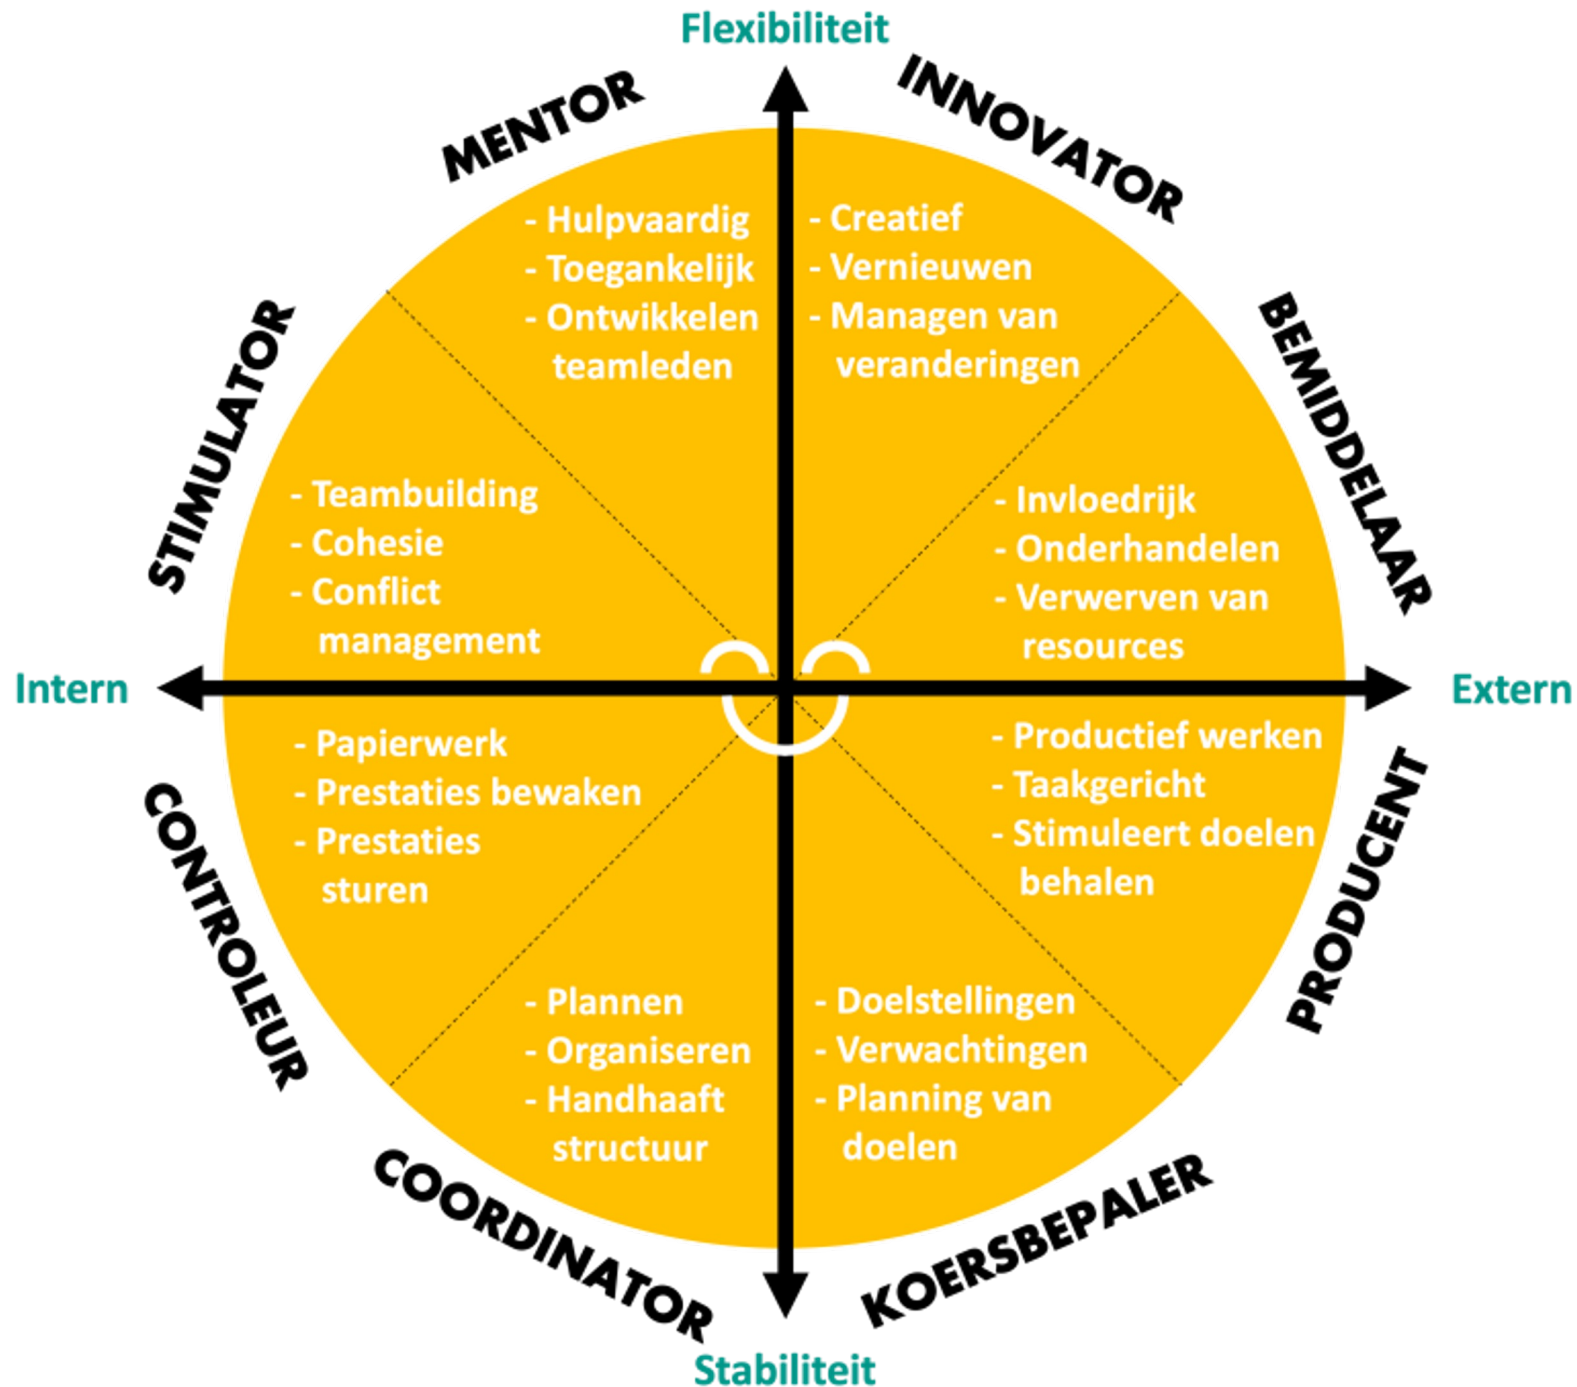 Flexibiliteit
MENTOR
INNOVATOR
- Hulpvaardig
- Toegankelijk
- Ontwikkelen
teamleden
- Creatief
- Vernieuwen
- Managen van
veranderingen
STIMULATOR
BEMIDDELAAR
- Teambuilding
- Cohesie
- Conflict
management
- Invloedrijk
- Onderhandelen
- Verwerven van
resources
Intern
Extern
- Papierwerk
- Prestaties bewaken
- Prestaties
sturen
- Productief werken
- Taakgericht
- Stimuleert doelen
behalen
CONTROLEUR
PRODUCENT
- Plannen
- Organiseren
- Handhaaft
structuur
- Doelstellingen
- Verwachtingen
- Planning van
doelen
COORDINATOR
KOERSBEPALER
Stabiliteit